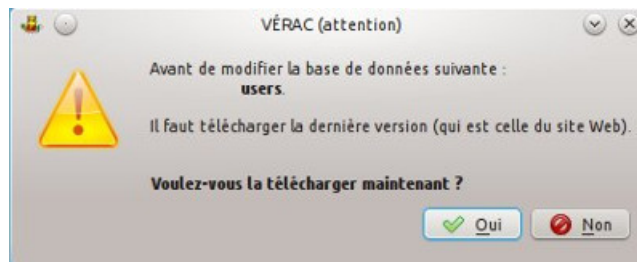 VÉRAC (attention)
Avant de modifier la base de données suivante :
users.
Il faut télécharger la dernière version (qui est celle du site Web).
Voulez-vous la télécharger maintenant ?
Oui
Non